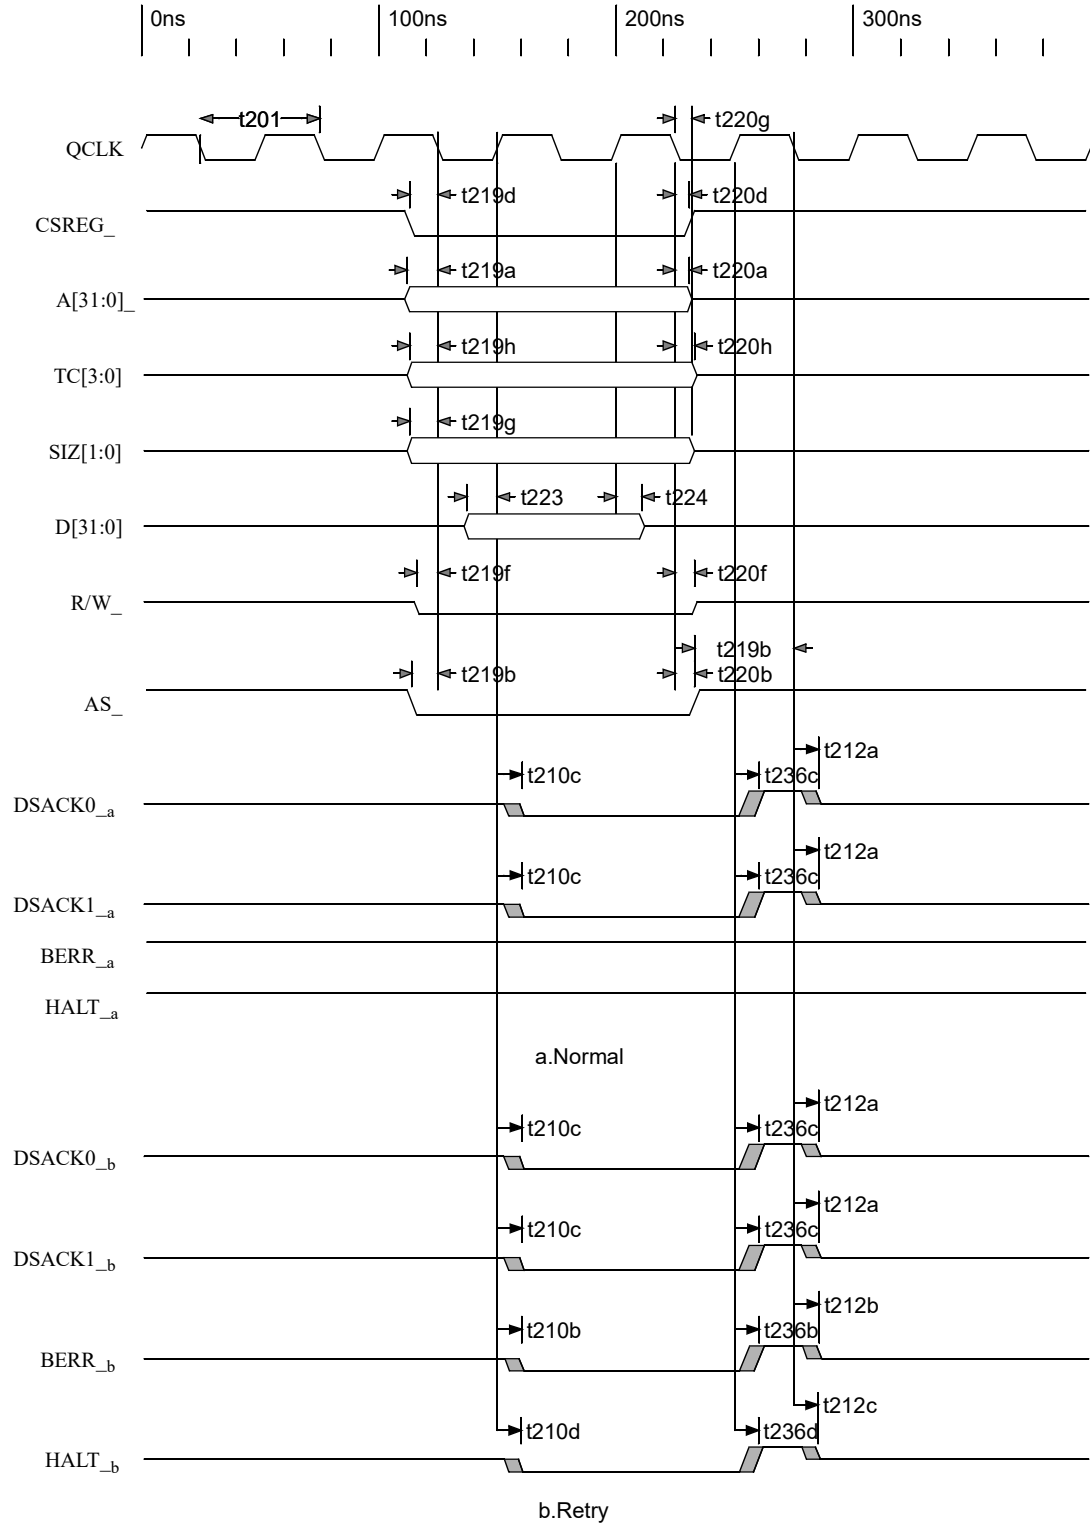 0ns 100ns 200ns 300ns
t201 t220g
QCLK
t219d t220d
CSREG_
t219a t220a
A[31:0]_
t219h t220h
TC[3:0]
t219g
SIZ[1:0]
t223 t224
D[31:0]
t219f t220f
R/W_
t219b
t219b t220b
AS_
t212a
t210c t236c
DSACK0_a
t212a
t210c t236c
DSACK1_a
BERR_a
HALT_a
a.Normal
t212a
t210c t236c
DSACK0_b
t212a
t210c t236c
DSACK1_b
t212b
t210b t236b
BERR_b
t212c
t210d t236d
HALT_b
b.Retry